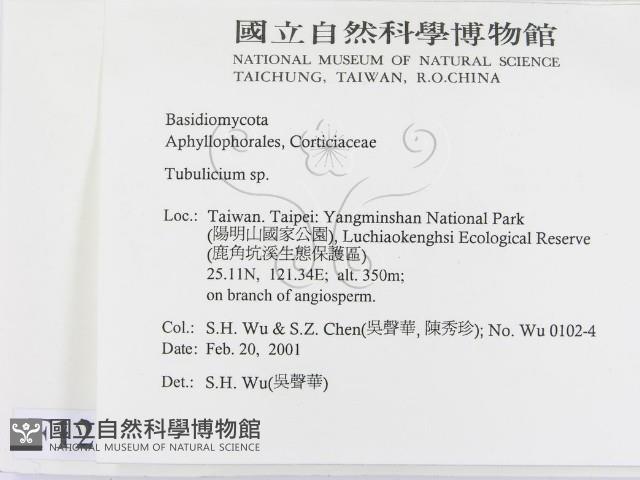 國立自然科學博物館
NATIONAL MUSEUM OF NATURAL SCIENCE
TAICHUNG, TAIWAN, R.O.CHINA
Basidiomycota
Aphyllophorales, Corticiaceae
Tubulicium sp.
Loc.: Taiwan. Taipei: Yangminshan National Park
(陽明山國家公園), Luchiaokenghsi Ecological Reserve
(鹿角坑溪生態保護區)
25.11N, 121.34E; alt. 350m;
on branch of angiosperm.
Col.: S.H. Wu & S.Z. Chen(吳聲華, 陳秀珍); No. Wu 0102-4
Date: Feb. 20, 2001
Det.: S.H. Wu(吳聲華)
國立自然科學博物館
NATIONAL MUSEUM OF NATURAL SCIENCE